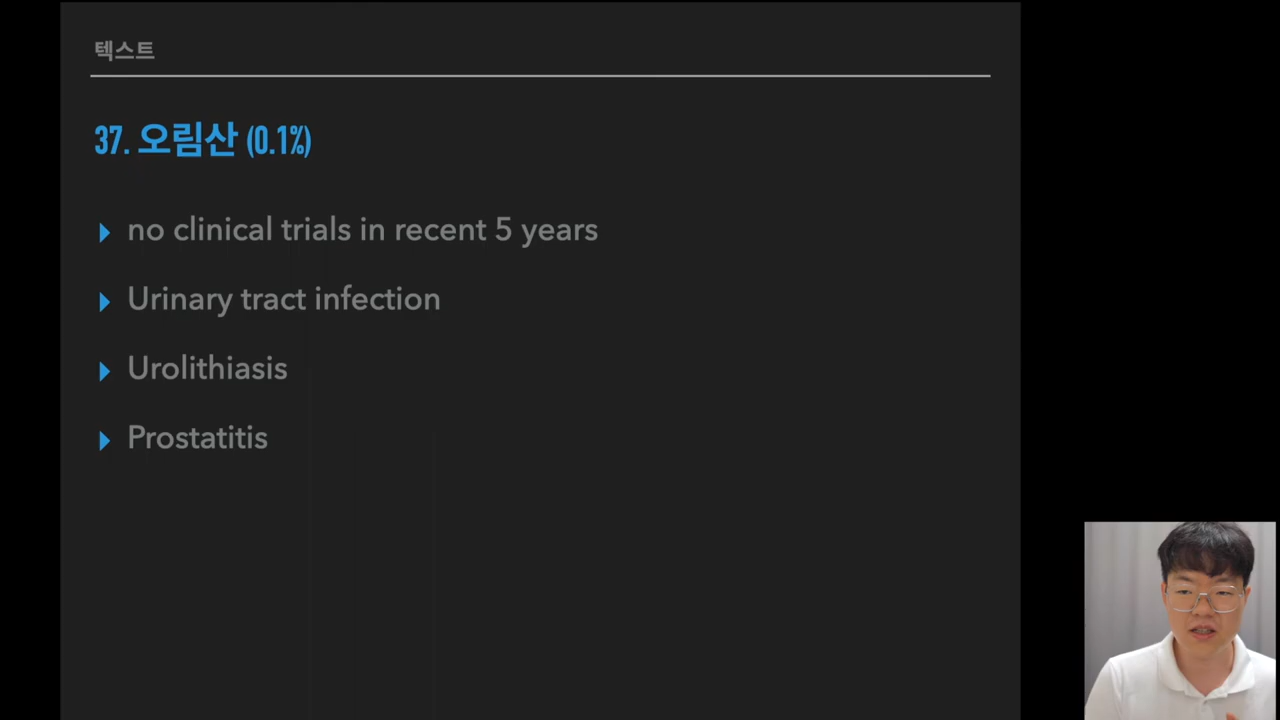 텍스트
37. 오림산 (0.1%)
no clinical trials in recent 5 years
Urinary tract infection
Urolithiasis
Prostatitis